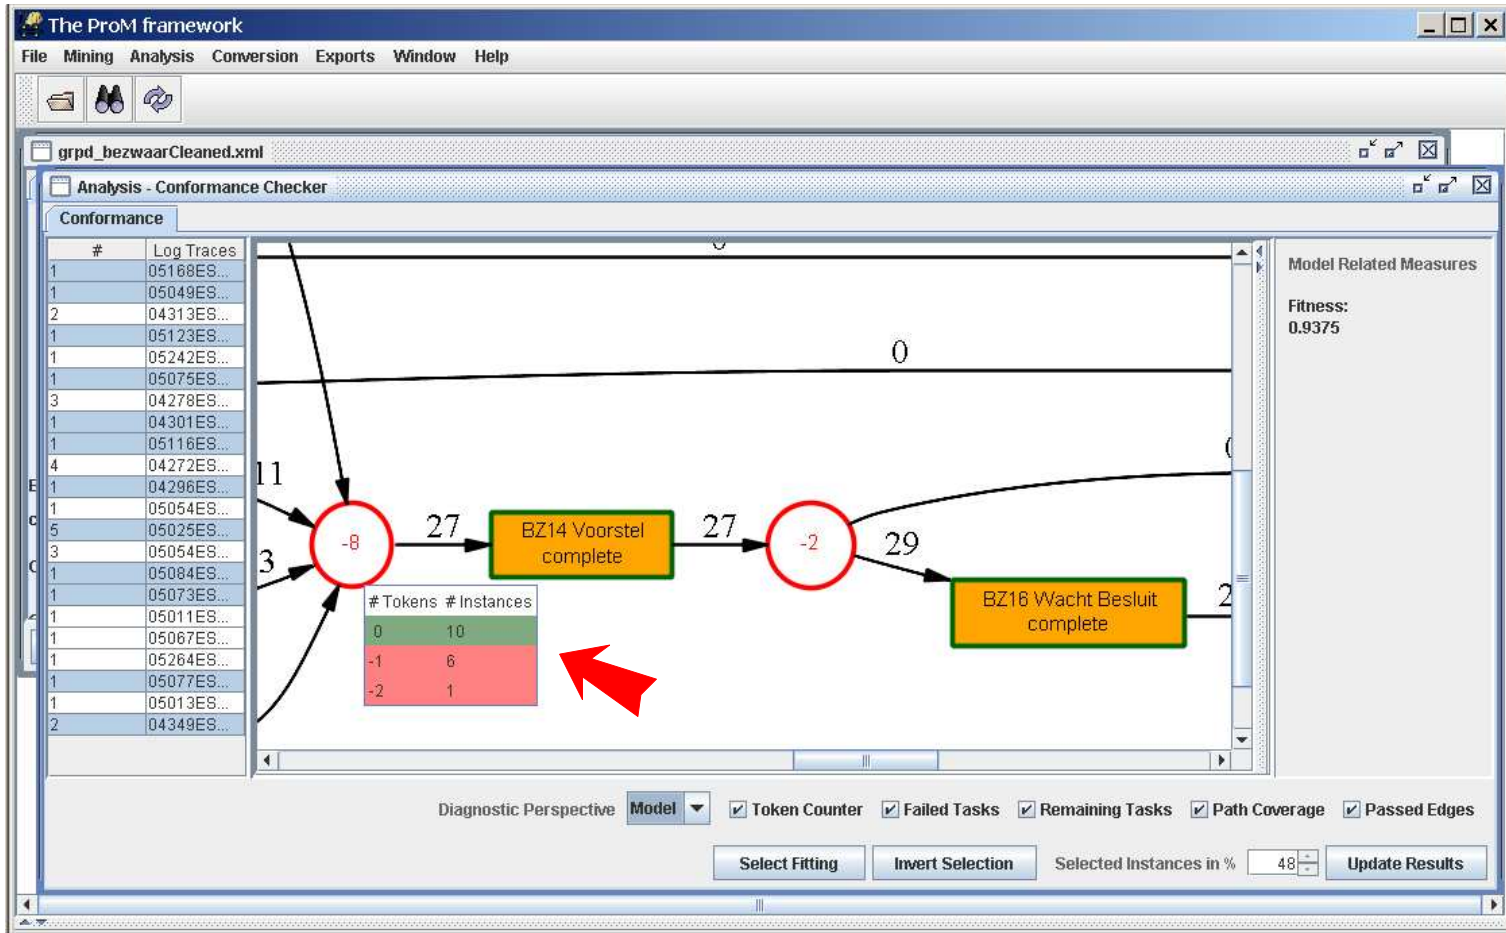 The ProM framework
File Mining Analysis Conversion Exports Window Help
grpd_bezwaarCleaned.xml
Analysis - Conformance Checker
Conformance
# Log Traces
1 05168ES...
1 05049ES...
2 04313ES...
1 05123ES...
1 05242ES...
1 05075ES...
3 04278ES...
1 04301ES...
1 05116ES...
4 04272ES...
1 04296ES...
1 05054ES...
5 05025ES...
3 05054ES...
1 05084ES...
1 05073ES...
1 05011ES...
1 05067ES...
1 05264ES...
1 05077ES...
1 05013ES...
2 04349ES...
0
11
3
-8
27
BZ14 Voorstel
complete
27
-2
29
BZ16 Wacht Besluit
complete
2
# Tokens # Instances
0 10
-1 6
-2 1
Model Related Measures
Fitness:
0.9375
Diagnostic Perspective Model Token Counter Failed Tasks Remaining Tasks Path Coverage Passed Edges
Select Fitting Invert Selection Selected Instances in % 48 Update Results